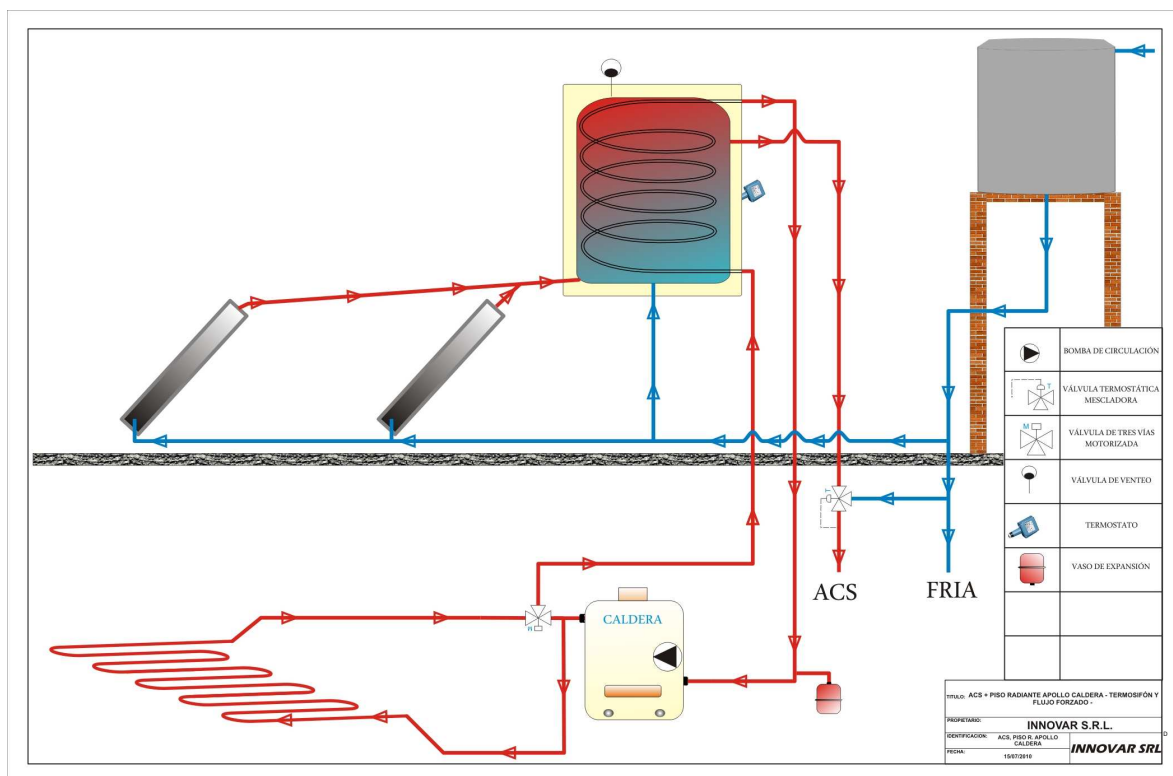 BOMBA DE CIRCULACIÓN
T
VÁLVULA TERMOSTÁTICA
MESCLADORA
M
VÁLVULA DE TRES VÍAS
MOTORIZADA
VÁLVULA DE VENTEO
TERMOSTATO
VASO DE EXPANSIÓN
T
ACS
FRIA
CALDERA
TITULO: ACS + PISO RADIANTE APOLLO CALDERA - TERMOSIFÓN Y
FLUJO FORZADO -
PROPIETARIO: INNOVAR S.R.L.
IDENTIFICACIÓN: ACS, PISO R. APOLLO
CALDERA
INNOVAR SRL
FECHA: 15/07/2010
D